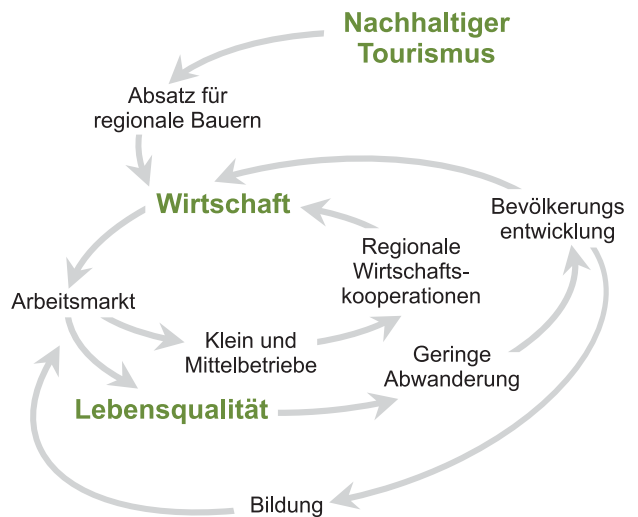 Nachhaltiger
Tourismus
Absatz für
regionale Bauern
Wirtschaft
Bevölkerungs
entwicklung
Regionale
Wirtschafts-
kooperationen
Arbeitsmarkt
Klein und
Mittelbetriebe
Geringe
Abwanderung
Lebensqualität
Bildung